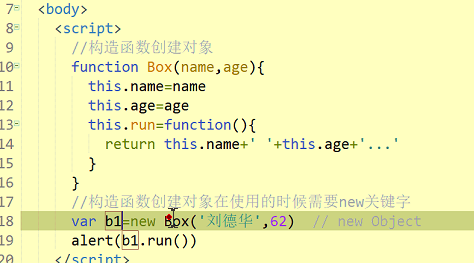 7 <body>
8 <script>
9 //构造函数创建对象
10 function Box(name,age){
11 this.name=name
12 this.age=age
13 this.run=function(){
14 return this.name+' '+this.age+'...'
15 }
16 }
17 //构造函数创建对象在使用的时候需要new关键字
18 var b1=new Box('刘德华',62) // new Object
19 alert(b1.run())
20 </script>